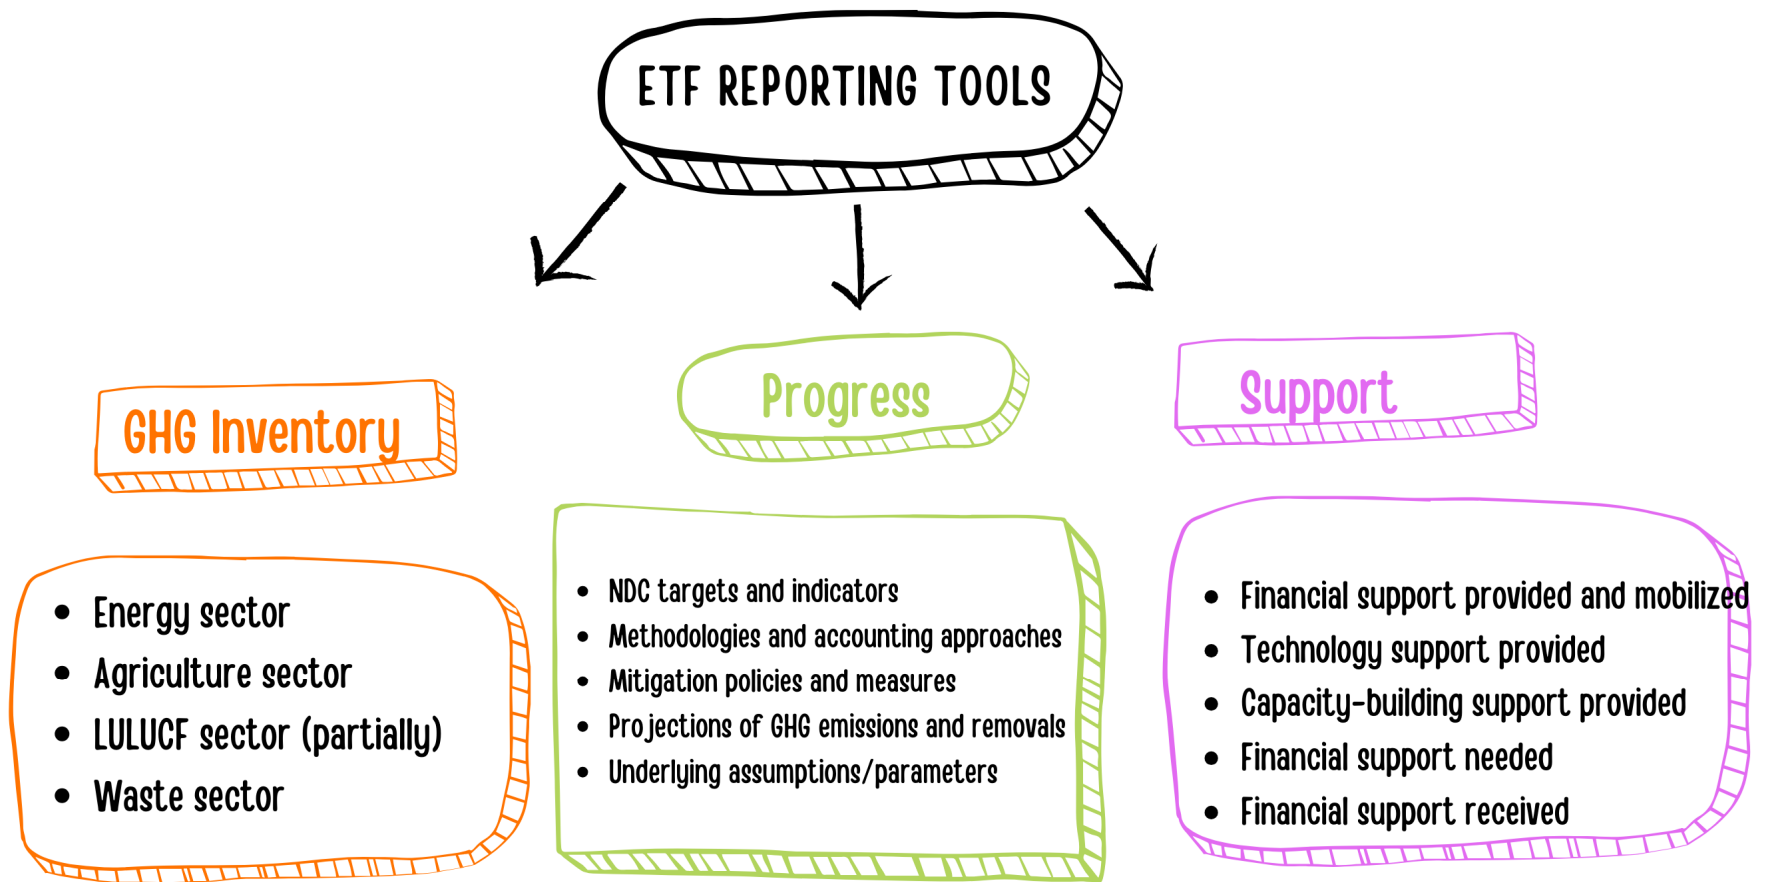 ETF REPORTING TOOLS
GHG Inventory
• Energy sector
• Agriculture sector
• LULUCF sector (partially)
• Waste sector
Progress
• NDC targets and indicators
• Methodologies and accounting approaches
• Mitigation policies and measures
• Projections of GHG emissions and removals
• Underlying assumptions/parameters
Support
• Financial support provided and mobilized
• Technology support provided
• Capacity-building support provided
• Financial support needed
• Financial support received